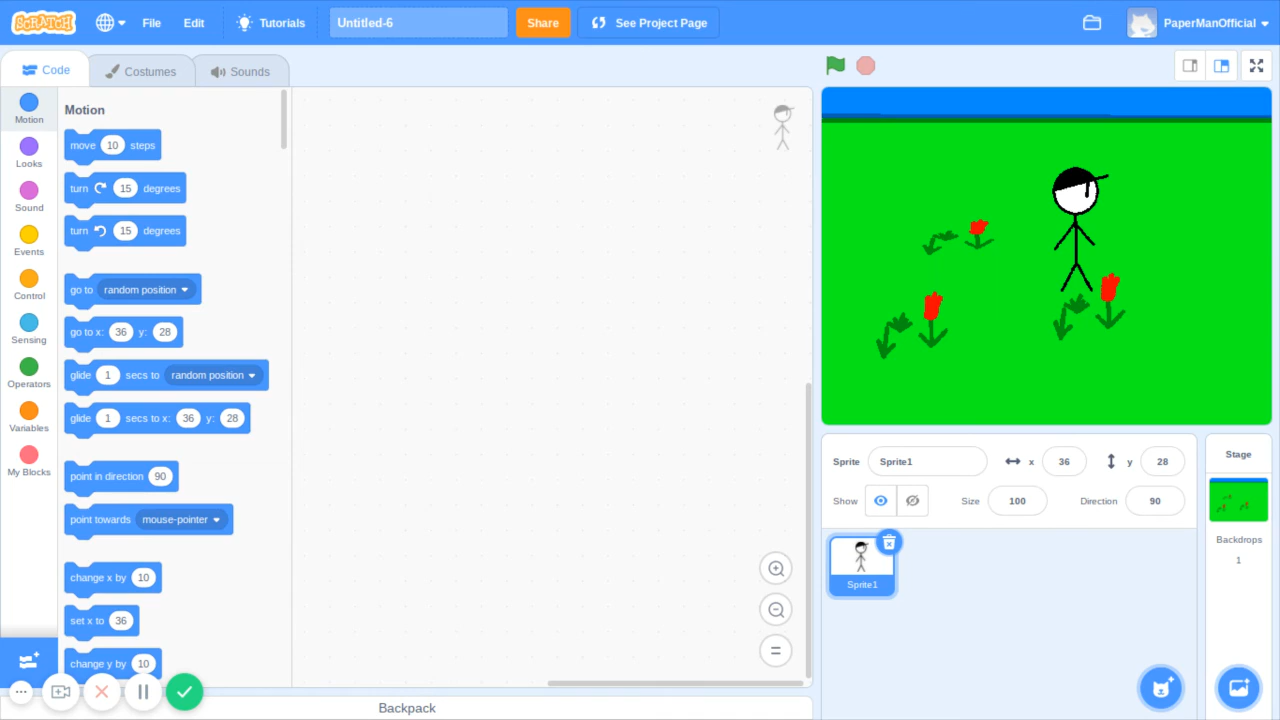 SCRATCH File Edit Tutorials Untitled-6 Share See Project Page PaperManOfficial
Code Costumes Sounds
Motion
Looks
Sound
Events
Control
Sensing
Operators
Variables
My Blocks
Motion
move 10 steps
turn 15 degrees
turn 15 degrees
go to random position
go to x: 36 y: 28
glide 1 secs to random position
glide 1 secs to x: 36 y: 28
point in direction 90
point towards mouse-pointer
change x by 10
set x to 36
change y by 10
Backpack
Sprite Sprite1 x 36 y 28
Show Size 100 Direction 90
Sprite1
Stage
Backdrops
1